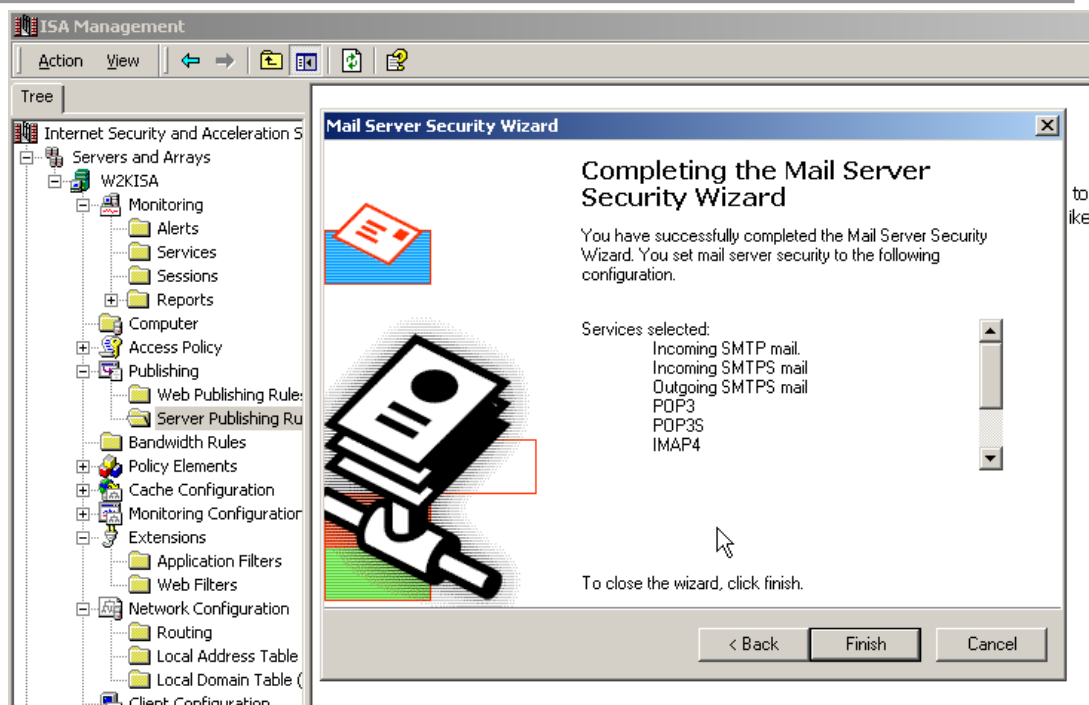 ISA Management
Action View
Tree
Internet Security and Acceleration S
Servers and Arrays
W2KISA
Monitoring
Alerts
Services
Sessions
Reports
Computer
Access Policy
Publishing
Web Publishing Rule
Server Publishing Ru
Bandwidth Rules
Policy Elements
Cache Configuration
Monitoring Configuration
Extensions
Application Filters
Web Filters
Network Configuration
Routing
Local Address Table
Local Domain Table (
Client Configuration
Mail Server Security Wizard
Completing the Mail Server
Security Wizard
You have successfully completed the Mail Server Security
Wizard. You set mail server security to the following
configuration.
Services selected:
Incoming SMTP mail.
Incoming SMTPS mail
Outgoing SMTPS mail
POP3
POP3S
IMAP4
To close the wizard, click finish.
< Back Finish Cancel
to
ike